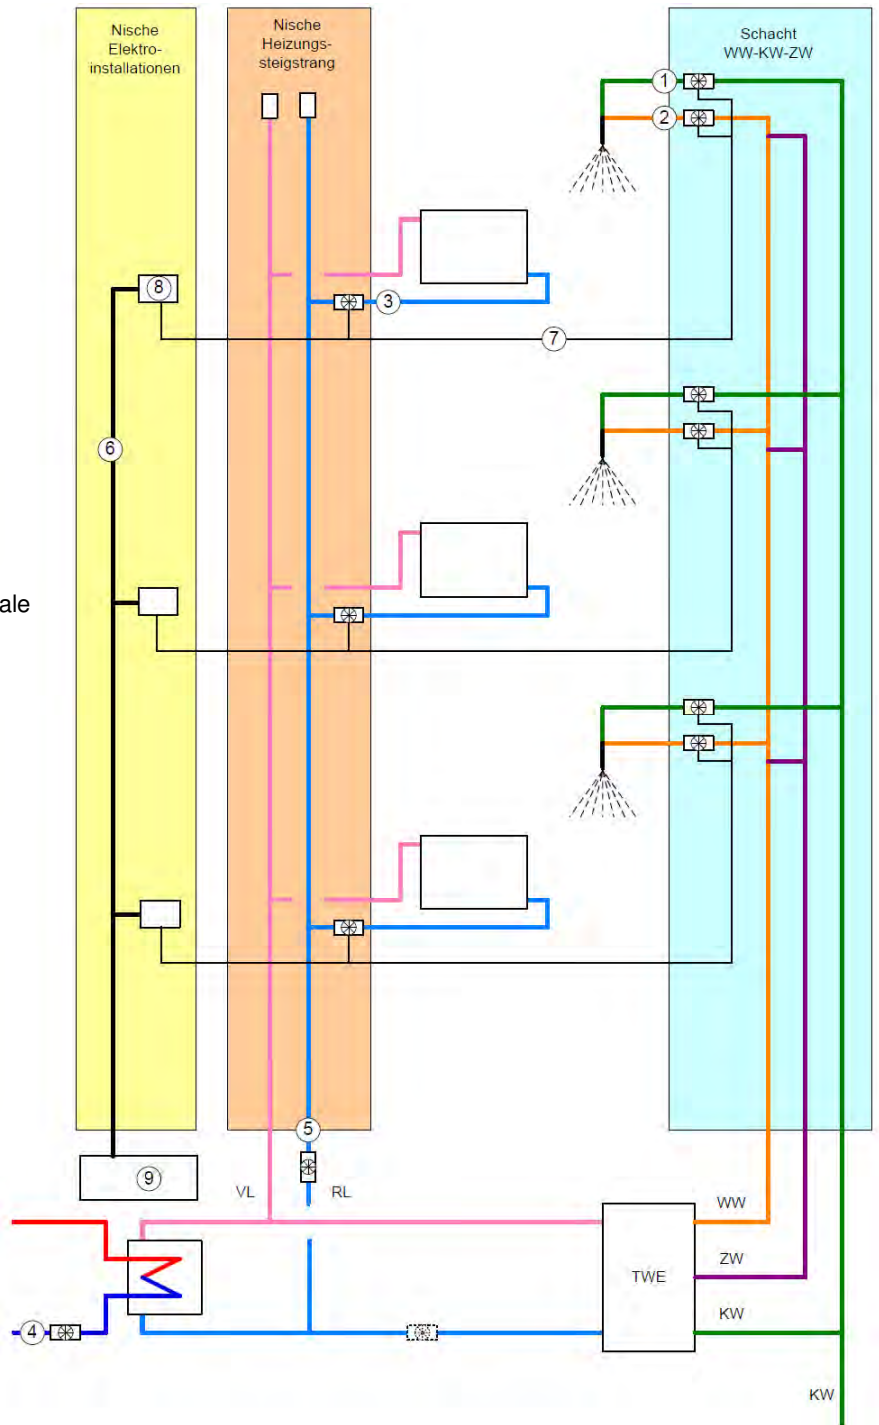 Nische
Elektro-
installationen
Nische
Heizungs-
steigstrang
Schacht
WW-KW-ZW
1
2
8
3
7
6
ale
5
9
VL
RL
WW
ZW
TWE
4
KW
KW